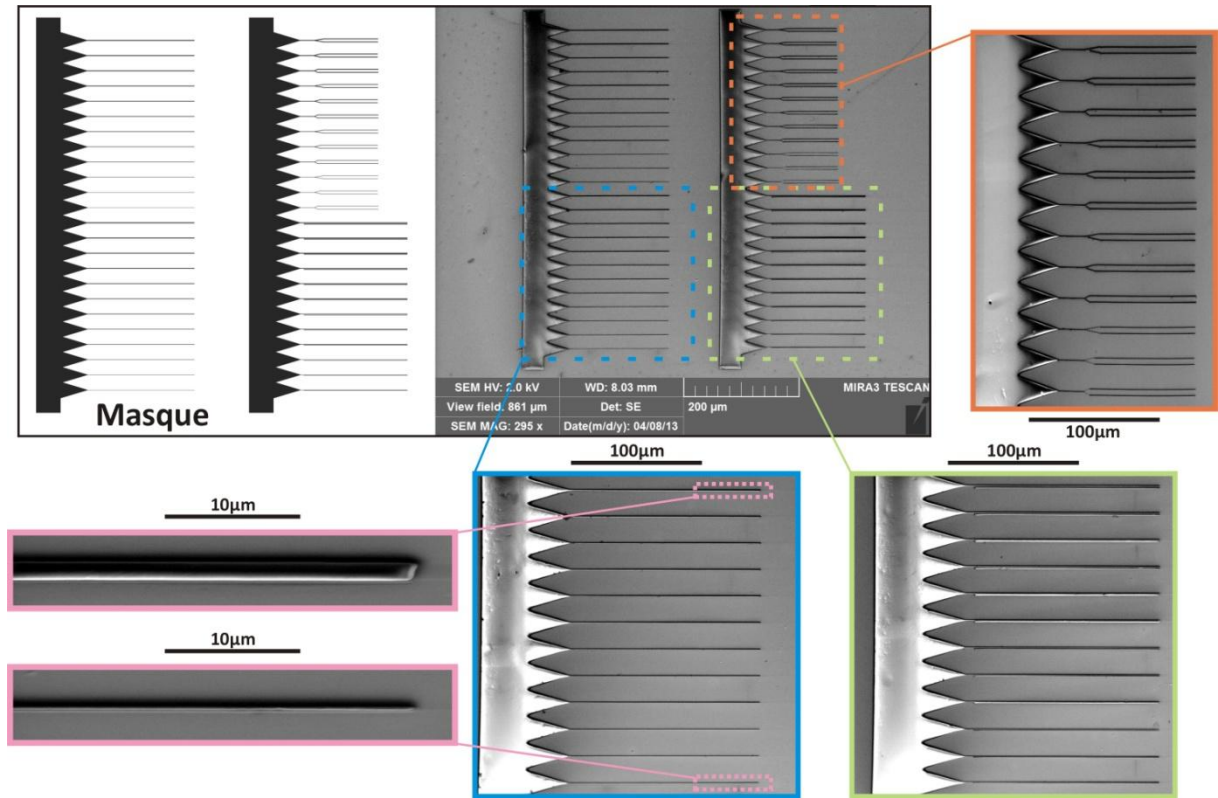 Masque
SEM HV: 2.0 kV
WD: 8.03 mm
MIRA3 TESCAN
View field: 861 µm
Det: SE
200 µm
SEM MAG: 295 x
Date(m/d/y): 04/08/13
100µm
100µm
100µm
10µm
10µm